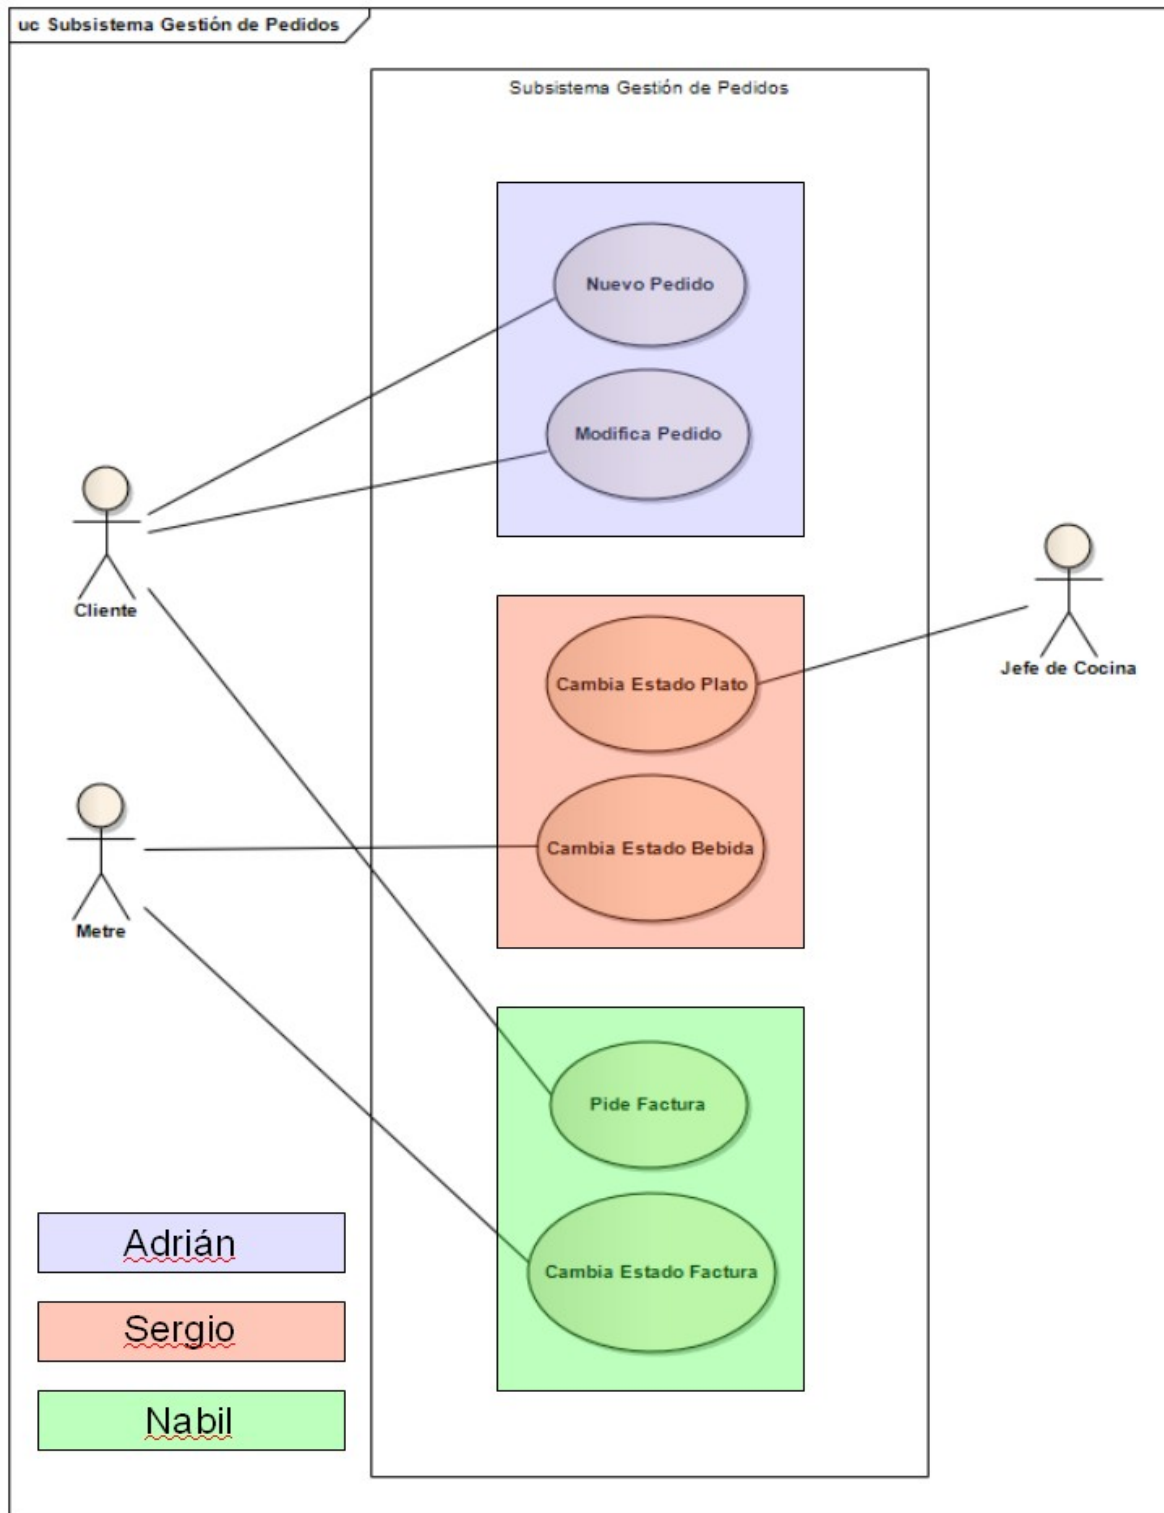 uc Subsistema Gestión de Pedidos
Subsistema Gestión de Pedidos
Nuevo Pedido
Modifica Pedido
Cliente
Cambia Estado Plato
Jefe de Cocina
Cambia Estado Bebida
Metre
Pide Factura
Cambia Estado Factura
Adrián
Sergio
Nabil